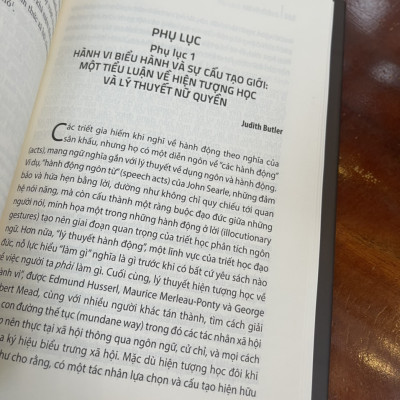 PHỤ LỤC
Phụ lục 1
HÀNH VI BIỂU HÀNH VÀ SỰ CẤU TẠO GIỚI:
MỘT TIỂU LUẬN VỀ HIỆN TƯỢNG HỌC
VÀ LÝ THUYẾT NỮ QUYỀN
Judith Butler
Các triết gia hiếm khi nghĩ về hành động theo nghĩa của
sân khấu, nhưng họ có một diễn ngôn về "các hành động"
(acts), mang ngữ nghĩa gắn với lý thuyết về dụng ngôn và hành động.
Ví dụ, "hành động ngôn từ" (speech acts) của John Searle, những đảm
bảo và hứa hẹn bằng lời, dường như không chỉ quy chiếu tới quan
hệ nói năng, mà còn cấu thành một ràng buộc đạo đức giữa những
người nói, minh họa một trong những hành động ở lời (illocutionary
gestures) tạo nên giai đoạn quan trọng của triết học phân tích ngôn
ngữ. Hơn nữa, "lý thuyết hành động", một lĩnh vực của triết học đạo
đức nỗ lực hiểu "làm gì" nghĩa là gì trước khi có bất cứ yêu sách nào
về việc người ta phải làm gì. Cuối cùng, lý thuyết hiện tượng học về
hành vi", được Edmund Husserl, Maurice Merleau-Ponty và George
bert Mead, cùng với nhiều người khác tán thành, tìm cách giải
con đường thế tục (mundane way) trong đó các tác nhân xã hội
o nên thực tại xã hội thông qua ngôn ngữ, cử chỉ, và mọi cách
a ký hiệu biểu trưng xã hội. Mặc dù hiện tượng học đôi khi
như cho rằng, có một tác nhân lựa chọn và cấu tạo hiện hữu